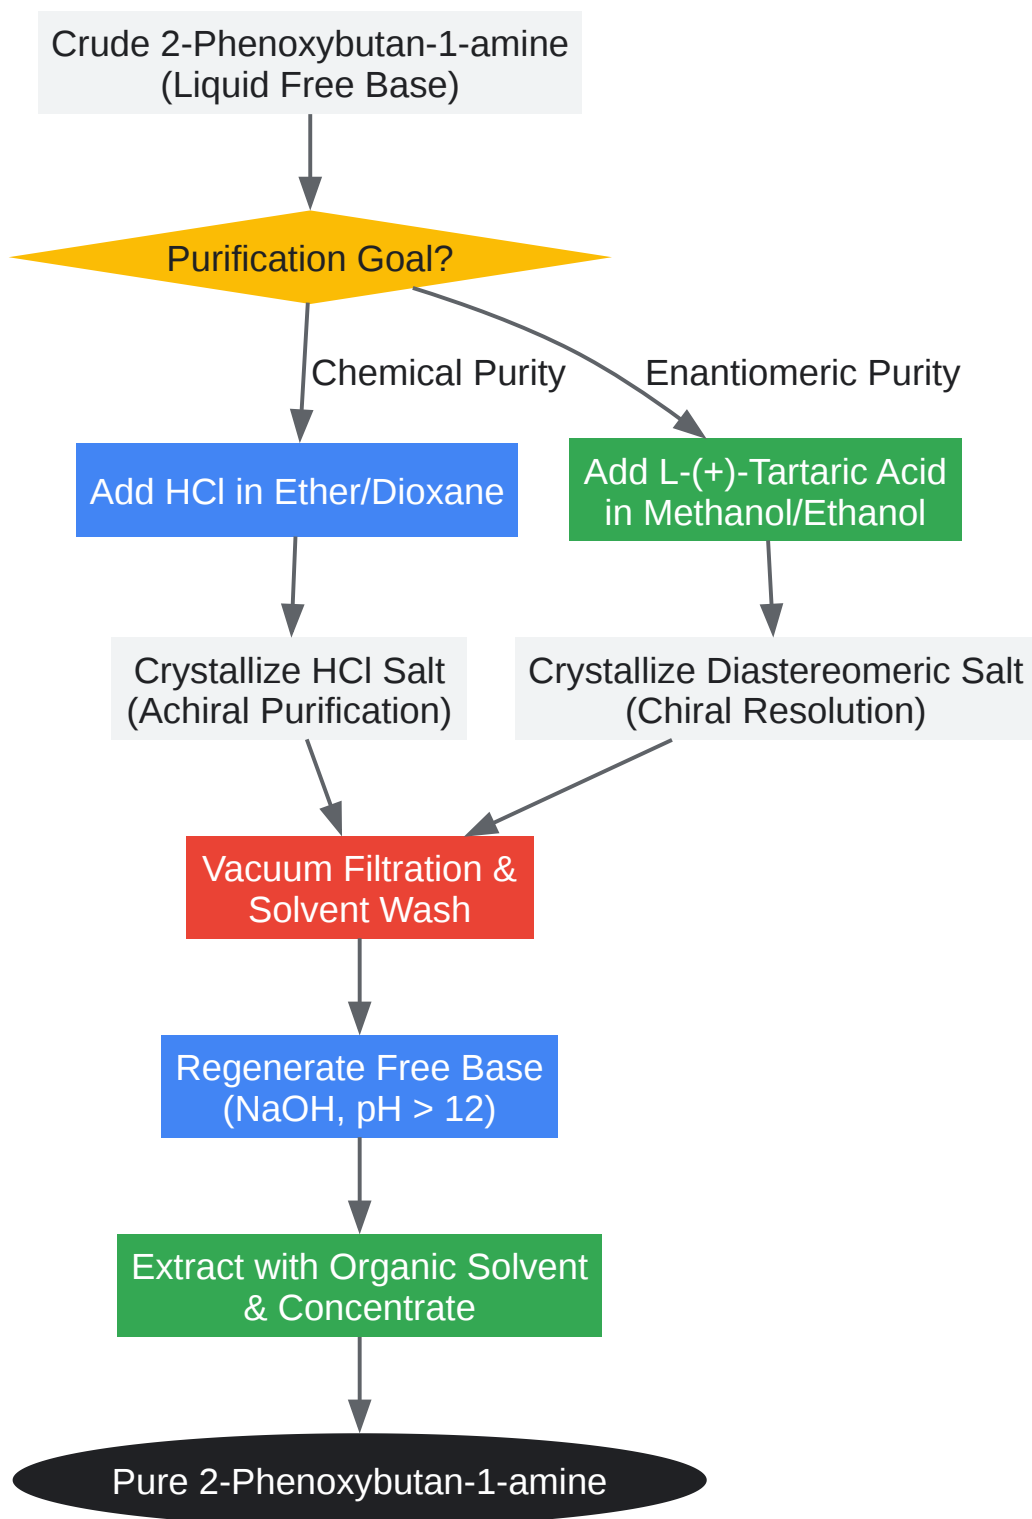 Crude 2-Phenoxybutan-1-amine
(Liquid Free Base)
Purification Goal?
Chemical Purity
Enantiomeric Purity
Add HCl in Ether/Dioxane
Add L-(+)-Tartaric Acid
in Methanol/Ethanol
Crystallize HCl Salt
(Achiral Purification)
Crystallize Diastereomeric Salt
(Chiral Resolution)
Vacuum Filtration &
Solvent Wash
Regenerate Free Base
(NaOH, pH > 12)
Extract with Organic Solvent
& Concentrate
Pure 2-Phenoxybutan-1-amine